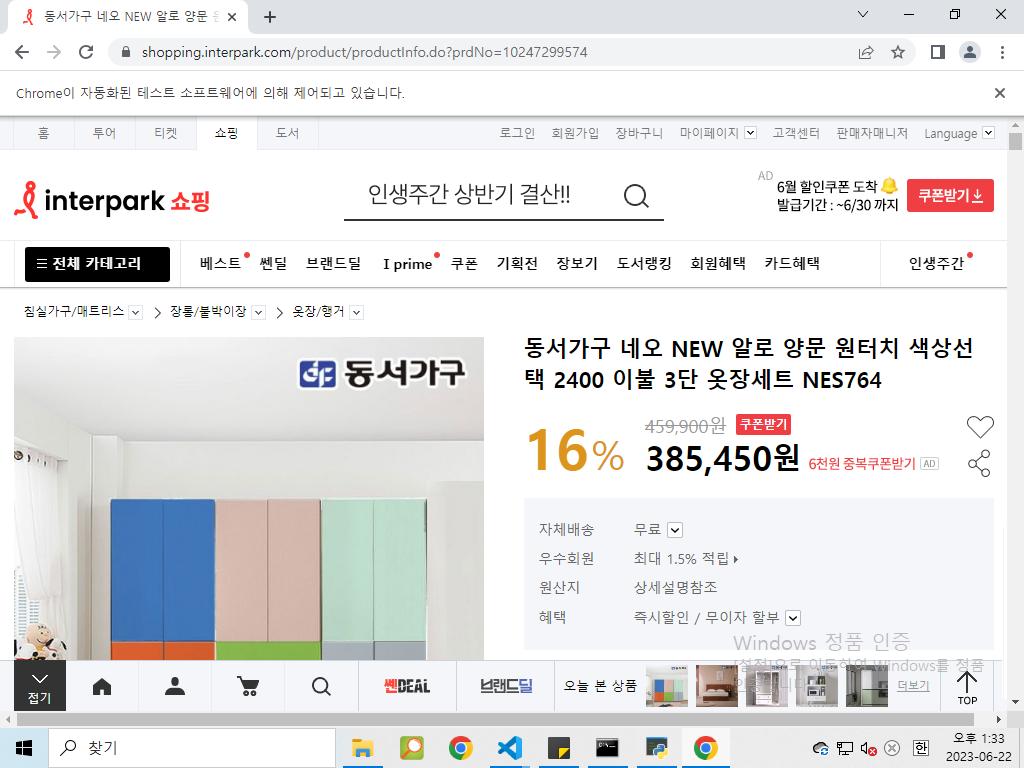 동서가구 네오 NEW 알로 양문
shopping.interpark.com/product/productInfo.do?prdNo=10247299574
Chrome이 자동화된 테스트 소프트웨어에 의해 제어되고 있습니다.
홈 투어 티켓 쇼핑 도서 로그인 회원가입 장바구니 마이페이지 고객센터 판매자매니저 Language
interpark 쇼핑
인생주간 상반기 결산!!
AD
6월 할인쿠폰 도착
발급기간 : ~6/30 까지
쿠폰받기
전체 카테고리 베스트 쎈딜 브랜드딜 I prime 쿠폰 기획전 장보기 도서랭킹 회원혜택 카드혜택 인생주간
침실가구/매트리스 장롱/붙박이장 옷장/행거
동서가구
동서가구 네오 NEW 알로 양문 원터치 색상선
택 2400 이불 3단 옷장세트 NES764
16%
459,900원 쿠폰받기
385,450원 6천원 중복쿠폰받기 AD
자체배송 무료
우수회원 최대 1.5% 적립
원산지 상세설명참조
혜택 즉시할인 / 무이자 할부
Windows 정품 인증
[설정]으로 이동하여 Windows를 정품
접기
쎈DEAL
브랜드딜
오늘 본 상품
더보기
TOP
찾기
한
오후 1:33
2023-06-22